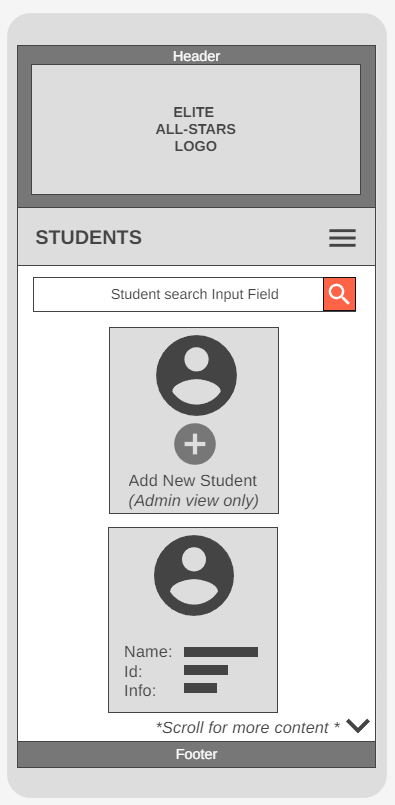 Header
ELITE
ALL-STARS
LOGO
STUDENTS
Student search Input Field
Add New Student
(Admin view only)
Name:
Id:
Info:
*Scroll for more content *
Footer